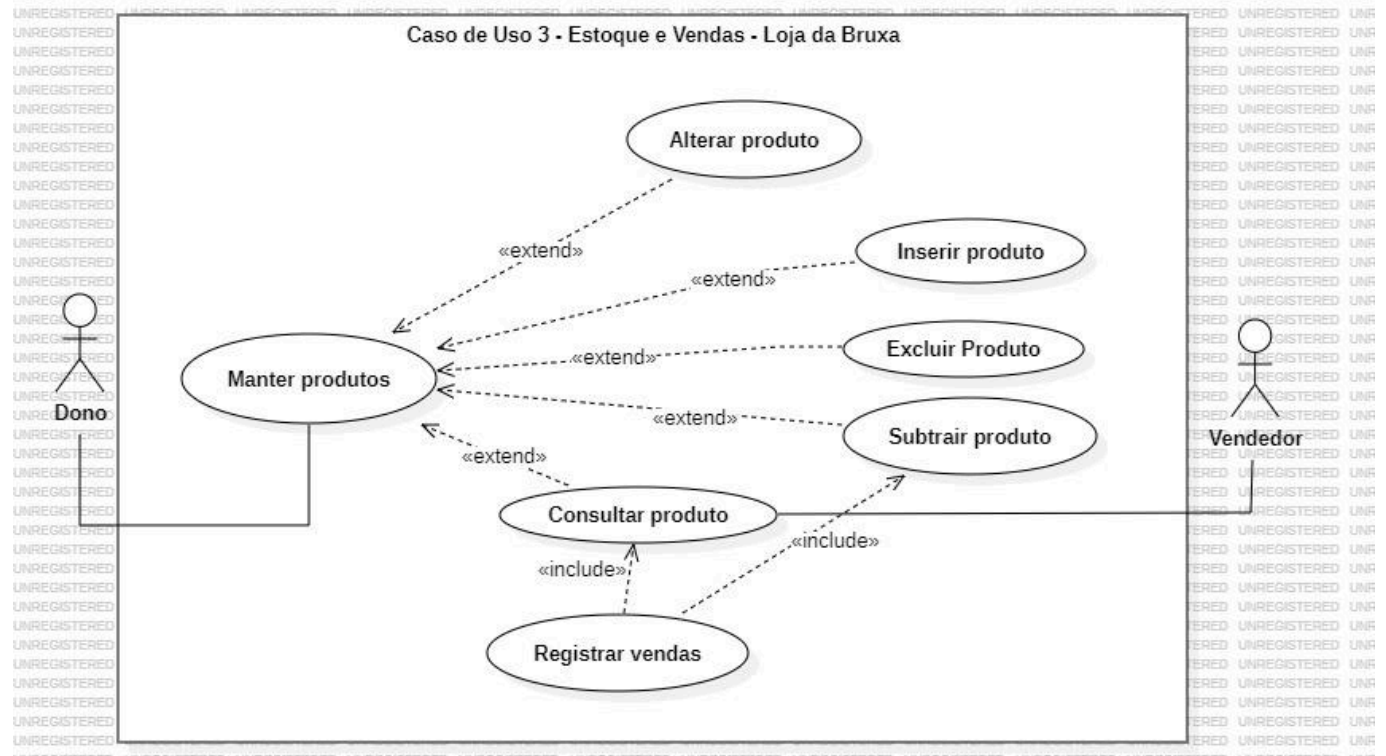 Caso de Uso 3 - Estoque e Vendas - Loja da Bruxa
Alterar produto
«extend»
Inserir produto
«extend»
Excluir Produto
«extend»
Manter produtos
Dono
Subtrair produto
«extend»
Vendedor
«extend»
Consultar produto
«include»
«include»
Registrar vendas
UNREGISTERED